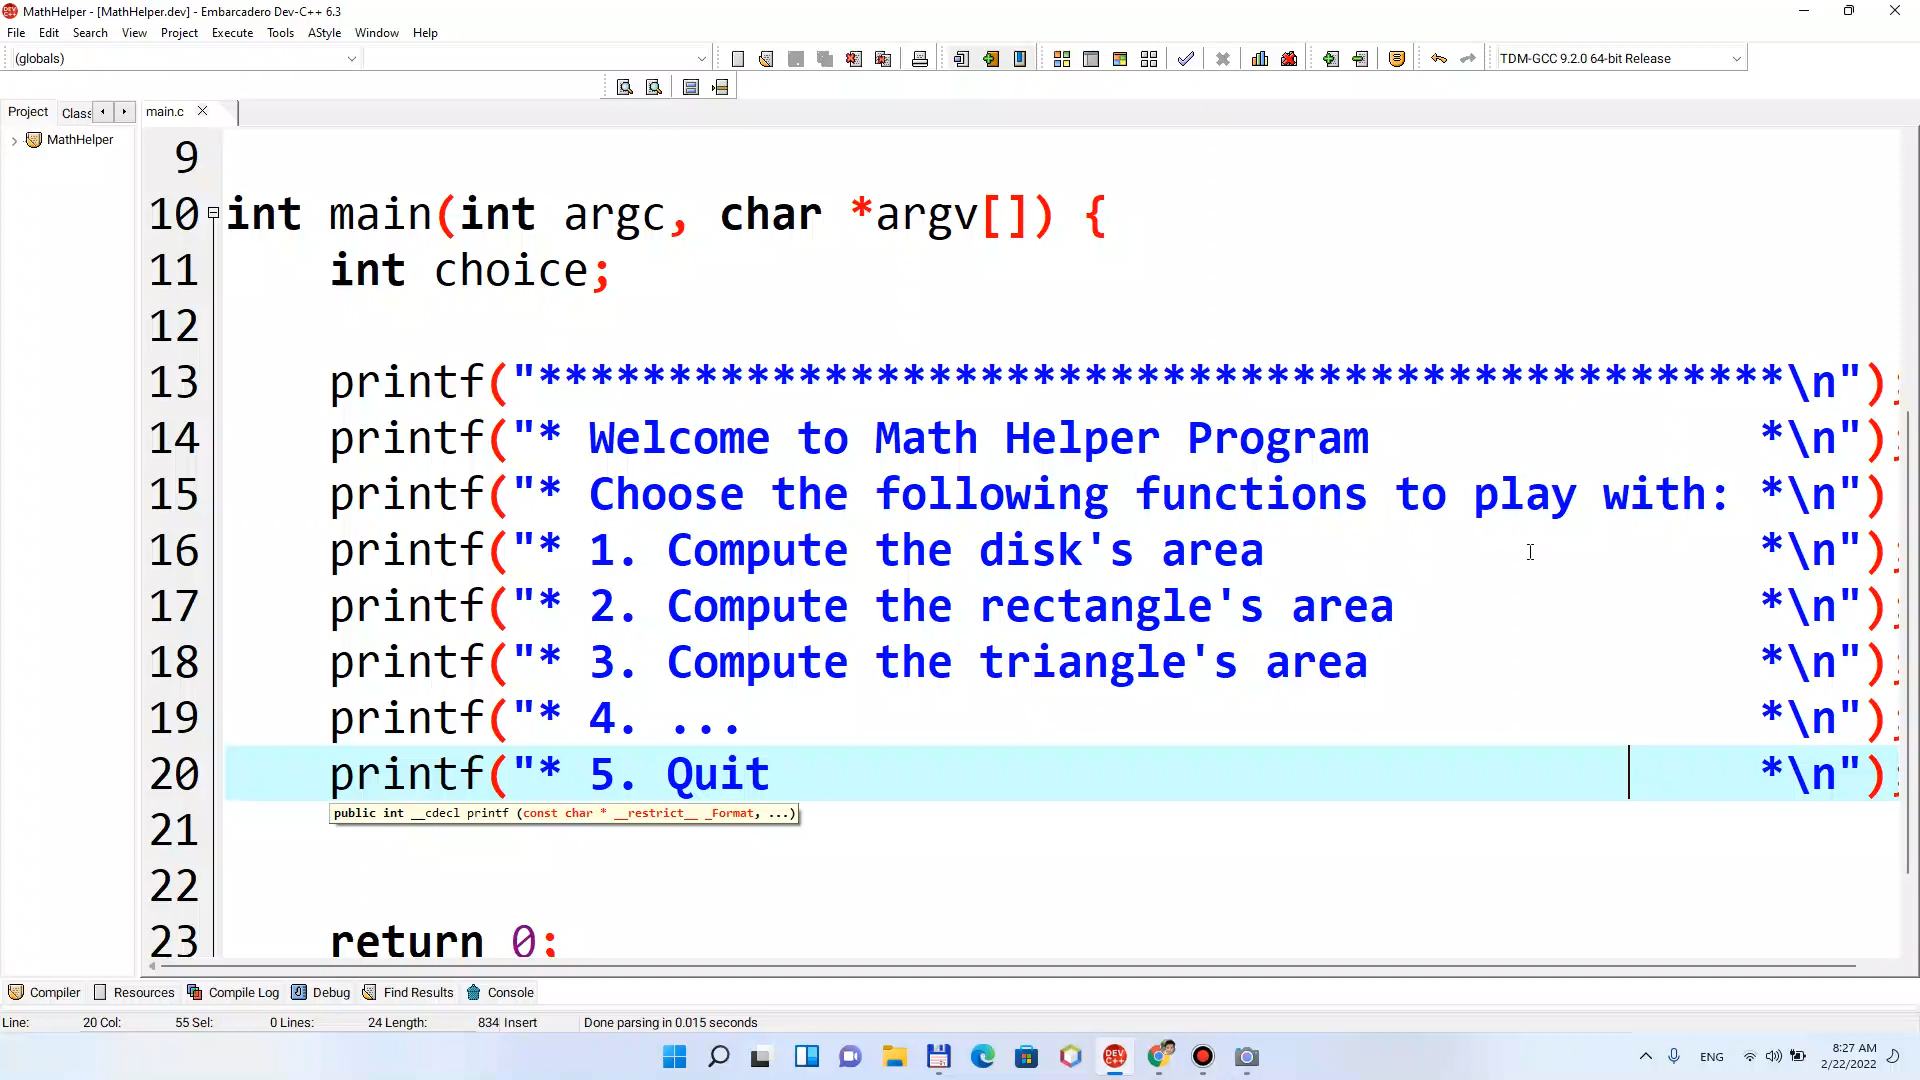 MathHelper - [MathHelper.dev] - Embarcadero Dev-C++ 6.3
File Edit Search View Project Execute Tools AStyle Window Help
(globals)
TDM-GCC 9.2.0 64-bit Release
Project Clas main.c
MathHelper
9
10 int main(int argc, char *argv[]) {
11 int choice;
12
13 printf("************************************************\n");
14 printf("* Welcome to Math Helper Program               *\n");
15 printf("* Choose the following functions to play with: *\n")
16 printf("* 1. Compute the disk's area                   *\n");
17 printf("* 2. Compute the rectangle's area              *\n");
18 printf("* 3. Compute the triangle's area               *\n");
19 printf("* 4. ...                                       *\n");
20 printf("* 5. Quit                                      *\n");
public int __cdecl printf (const char * __restrict__ _Format, ...)
21
22
23 return 0;
Compiler Resources Compile Log Debug Find Results Console
Line: 20 Col: 55 Sel: 0 Lines: 24 Length: 834 Insert Done parsing in 0.015 seconds
DEV C++
ENG
8:27 AM
2/22/2022